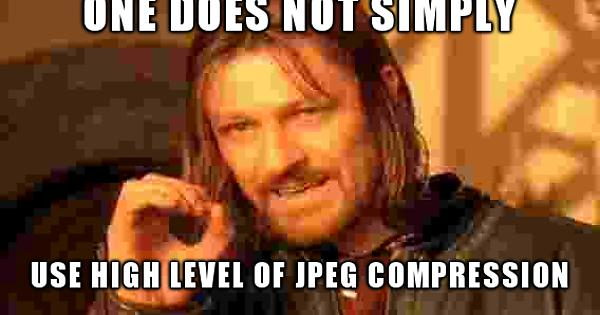 ONE DOES NOT SIMPLY
USE HIGH LEVEL OF JPEG COMPRESSION